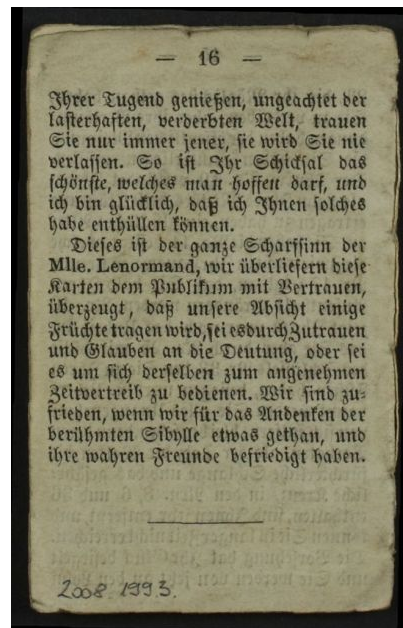 — 16 —
Ihrer Tugend genießen, ungeachtet der
lasterhaften, verderbten Welt, trauen
Sie nur immer jener, sie wird Sie nie
verlassen. So ist Ihr Schicksal das
schönste, welches man hoffen darf, und
ich bin glücklich, daß ich Ihnen solches
habe enthüllen können.
Dieses ist der ganze Scharfsinn der
Mlle. Lenormand, wir überliefern diese
Karten dem Publikum mit Vertrauen,
überzeugt, daß unsere Absicht einige
Früchte tragen wird, sei es durch Zutrauen
und Glauben an die Deutung, oder sei
es um sich derselben zum angenehmen
Zeitvertreib zu bedienen. Wir sind zu-
frieden, wenn wir für das Andenken der
berühmten Sibylle etwas gethan, und
ihre wahren Freunde befriedigt haben.
2008.1993.